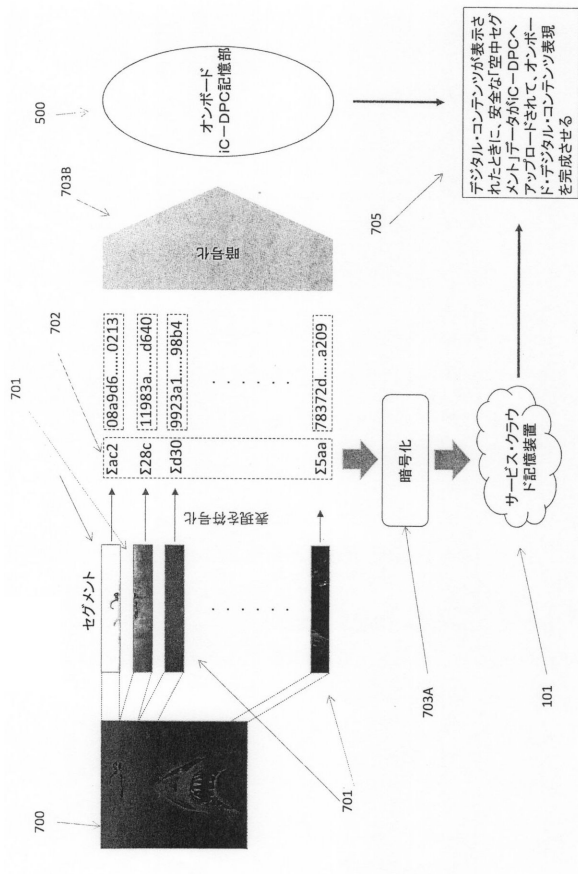 700
セグメント
701
702
703B
500
Σac2
08a9d6.....0213
Σ28c
11983a.....d640
Σd30
9923a1.....98b4
Σ5aa
78372d.....a209
表現を符号化
暗号化
オンボード
iC-DPC記憶部
701
暗号化
703A
サービス・クラウ
ド記憶装置
101
705
デジタル・コンテンツが表示さ
れたときに、安全な「空中セグ
メント」データがiC-DPCへ
アップロードされて、オンボー
ド・デジタル・コンテンツ表現
を完成させる